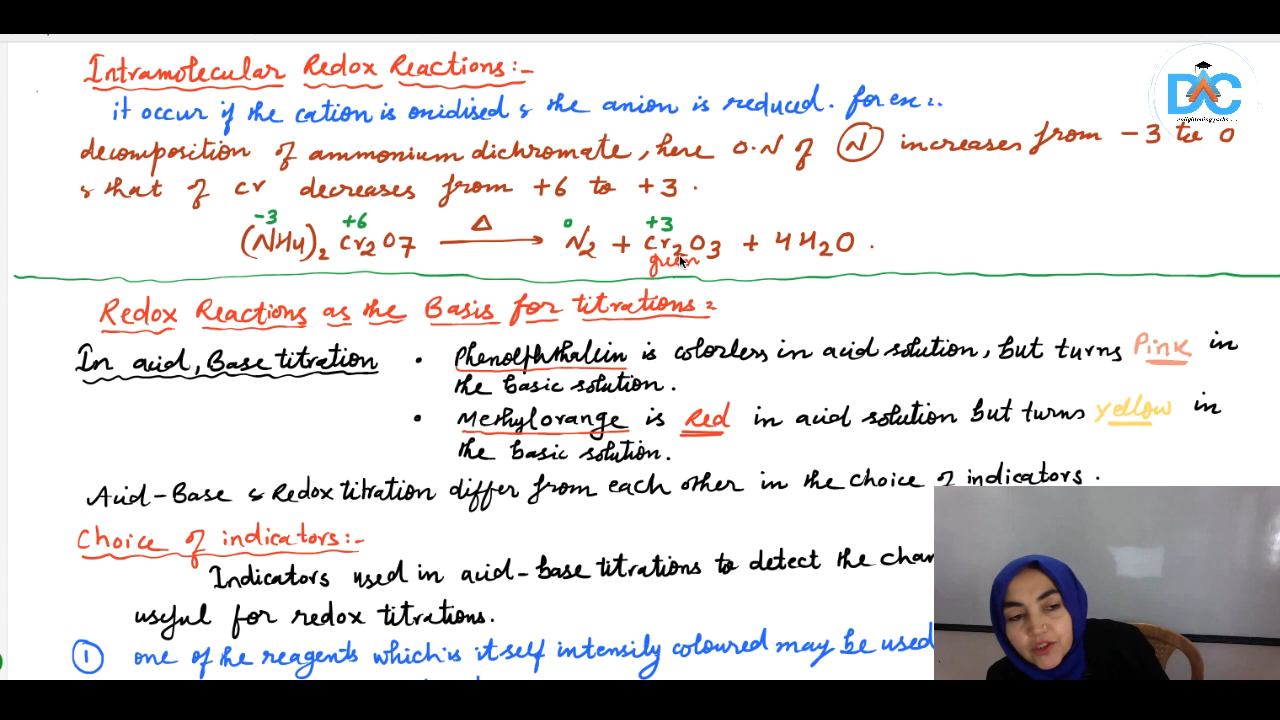 Intramolecular Redox Reactions:-
it occur if the cation is oxidised & the anion is reduced. for ex:.
decomposition of ammonium dichromate, here O.N of (N) increases from -3 to 0
& that of cr decreases from +6 to +3.
-3 +6 Δ 0 +3
(NH4)2 Cr2O7 ⟶ N2 + Cr2O3 + 4H2O.
green
Redox Reactions as the Basis for titrations:
In acid, Base titration • Phenolphthalein is colorless in acid solution, but turns Pink in
the basic solution.
• Methyl orange is Red in acid solution but turns yellow in
the basic solution.
Acid-Base & Redox titration differ from each other in the choice of indicators.
Choice of indicators:-
Indicators used in acid-base titrations to detect the chan
useful for redox titrations.
① one of the reagents which is itself intensily coloured may be used
DAC